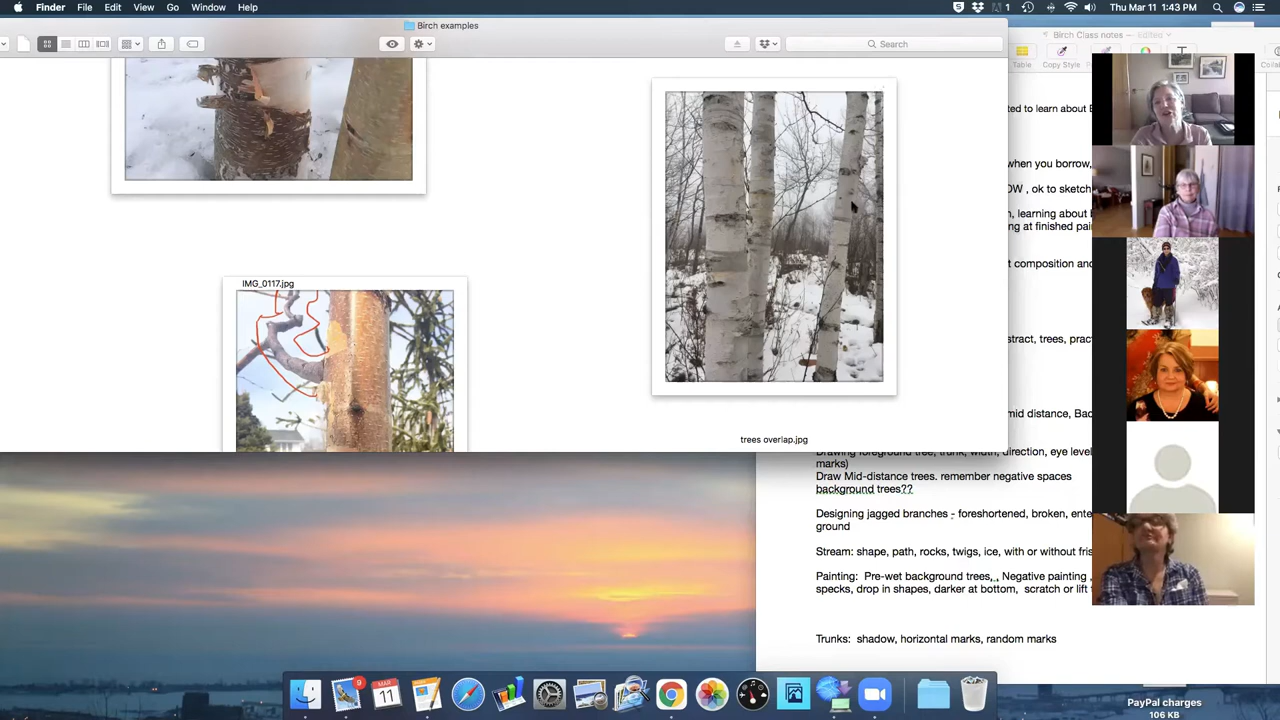 Finder File Edit View Go Window Help
1 Thu Mar 11 1:43 PM
Birch examples
Search
Birch Class notes — Edited
Table Copy Style
IMG_0117.jpg
trees overlap.jpg
ted to learn about
when you borrow,
OW , ok to sketch
n, learning about
ng at finished pai
t composition and
stract, trees, prac
mid distance, Bac
Drawing foreground tree, trunk, width, direction, eye level
marks)
Draw Mid-distance trees. remember negative spaces
background trees??
Designing jagged branches - foreshortened, broken, ente
ground
Stream: shape, path, rocks, twigs, ice, with or without fris
Painting: Pre-wet background trees,, Negative painting ,
specks, drop in shapes, darker at bottom, scratch or lift
Trunks: shadow, horizontal marks, random marks
9
MAR
11
PayPal charges
106 KB